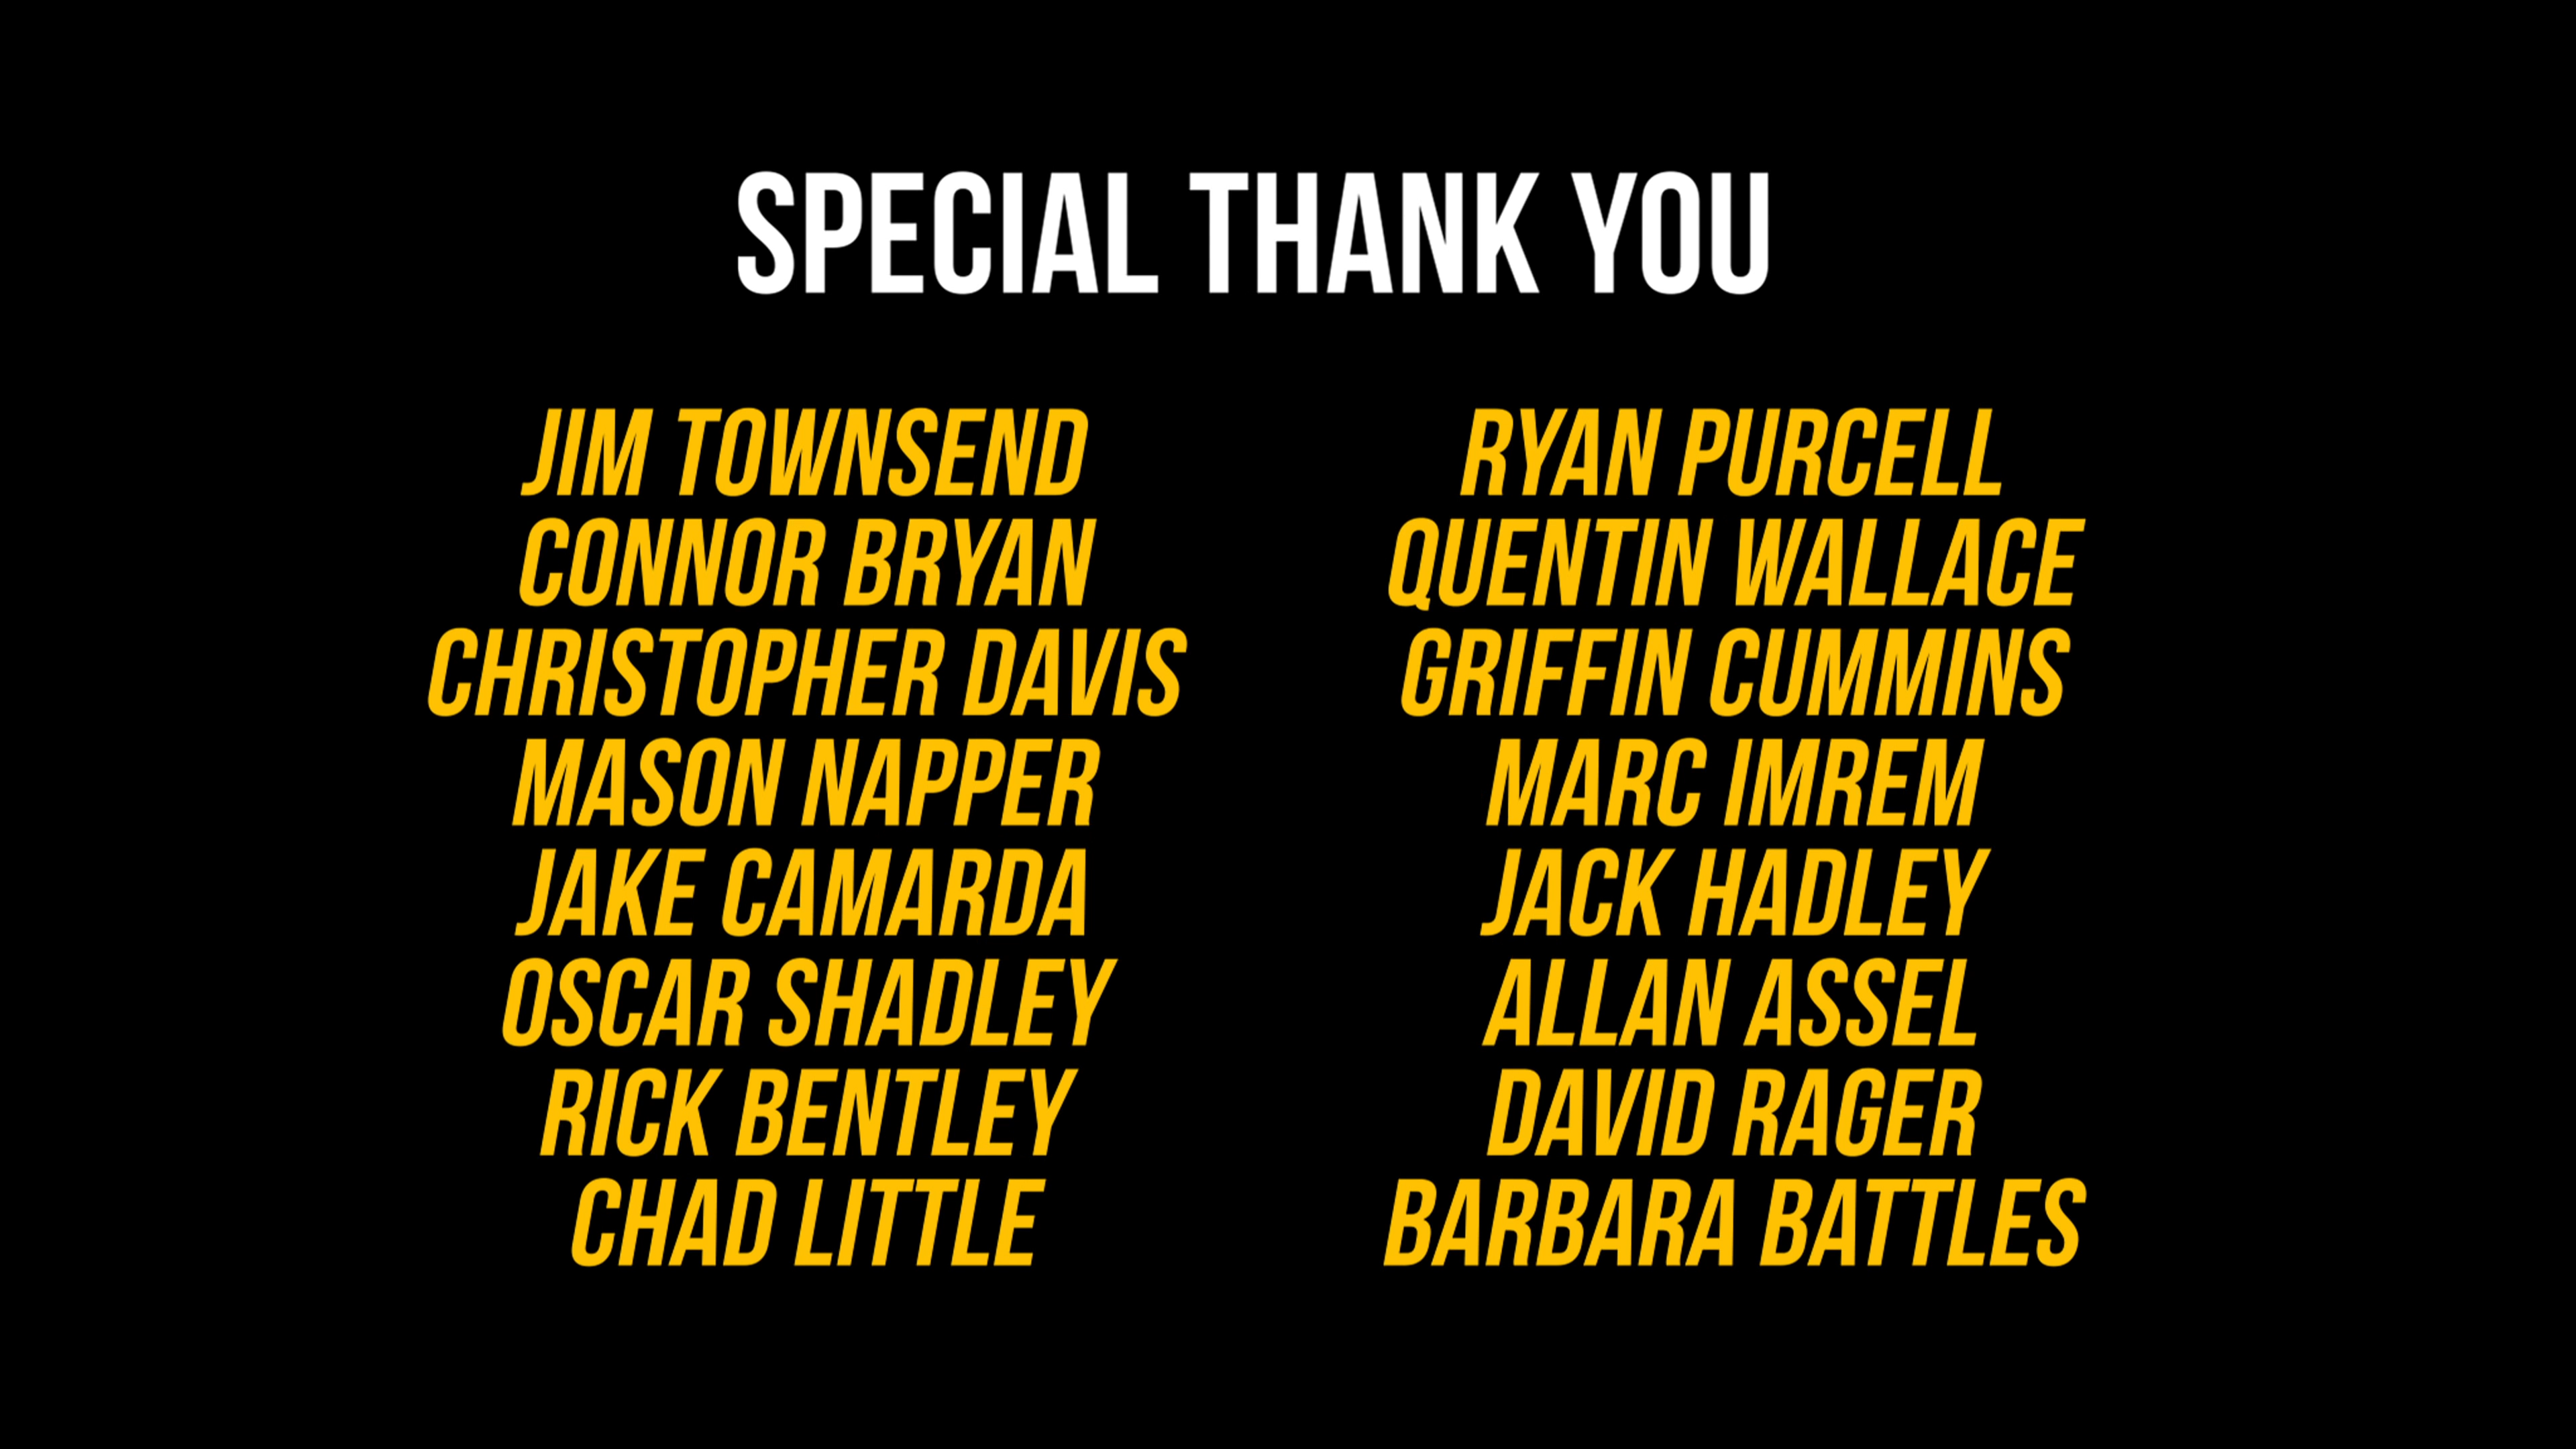 SPECIAL THANK YOU
JIM TOWNSEND
CONNOR BRYAN
CHRISTOPHER DAVIS
MASON NAPPER
JAKE CAMARDA
OSCAR SHADLEY
RICK BENTLEY
CHAD LITTLE
RYAN PURCELL
QUENTIN WALLACE
GRIFFIN CUMMINS
MARC IMREM
JACK HADLEY
ALLAN ASSEL
DAVID RAGER
BARBARA BATTLES